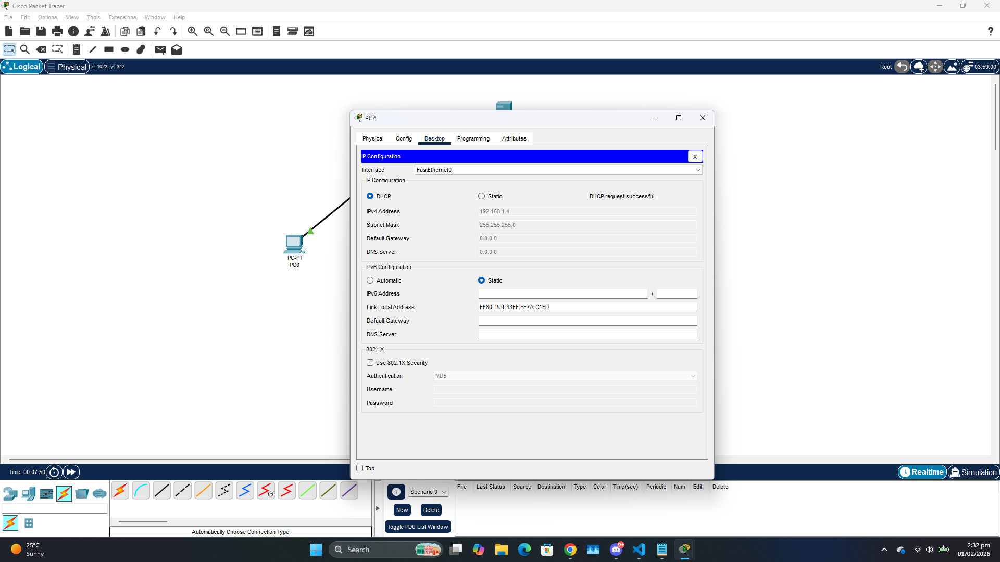 Cisco Packet Tracer
File Edit Options View Tools Extensions Window Help
?
Logical Physical x: 1023, y: 342 Root 03:59:00
PC2
Physical Config Desktop Programming Attributes
IP Configuration X
Interface FastEthernet0
IP Configuration
DHCP Static DHCP request successful.
IPv4 Address 192.168.1.4
Subnet Mask 255.255.255.0
Default Gateway 0.0.0.0
DNS Server 0.0.0.0
IPv6 Configuration
Automatic Static
IPv6 Address /
Link Local Address FE80::201:43FF:FE7A:C1ED
Default Gateway
DNS Server
802.1X
Use 802.1X Security
Authentication MD5
Username
Password
Top
PC-PT
PC0
Time: 00:07:50 Realtime Simulation
Automatically Choose Connection Type
Scenario 0
New Delete
Toggle PDU List Window
Fire Last Status Source Destination Type Color Time(sec) Periodic Num Edit Delete
25°C
Sunny
Search
9+
2:32 pm
01/02/2026